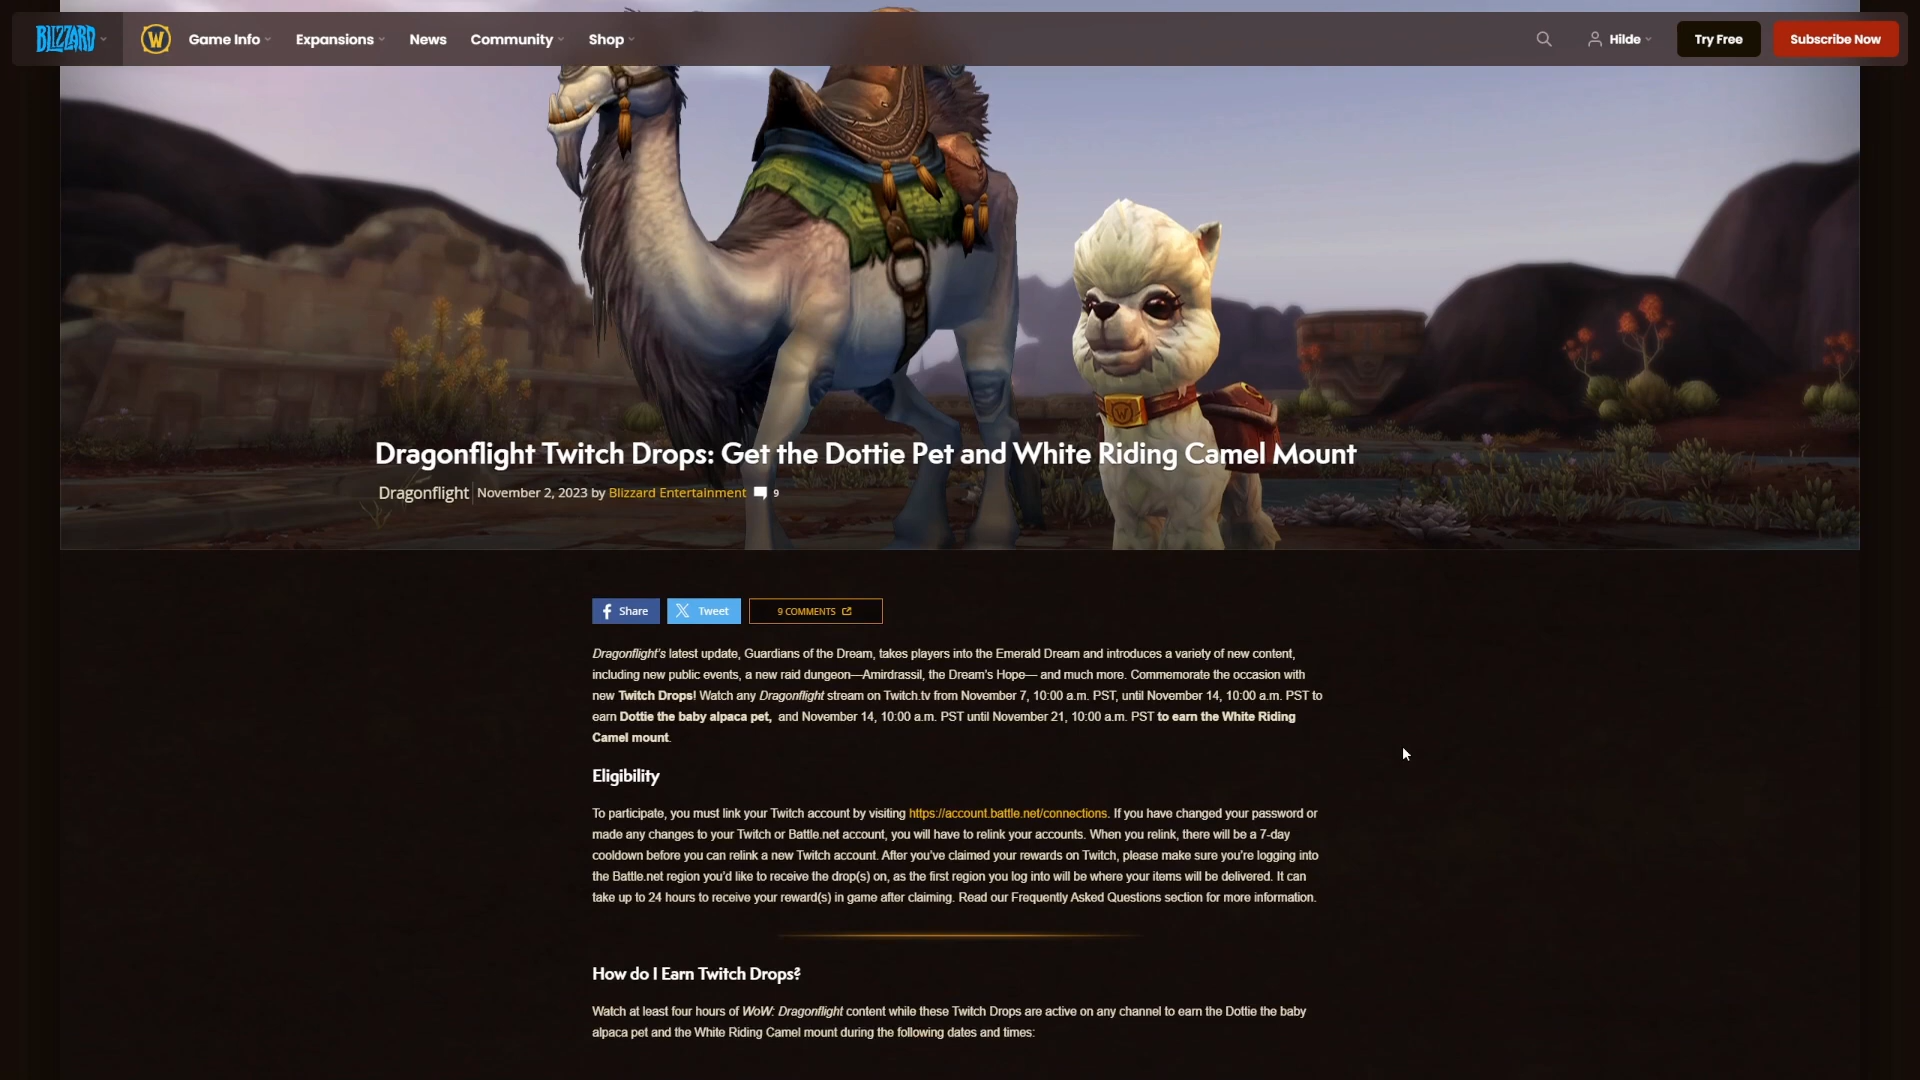 BLIZZARD
W Game Info Expansions News Community Shop Hilde Try Free Subscribe Now
Dragonflight Twitch Drops: Get the Dottie Pet and White Riding Camel Mount
Dragonflight November 2, 2023 by Blizzard Entertainment 9
Share Tweet 9 COMMENTS
Dragonflight's latest update, Guardians of the Dream, takes players into the Emerald Dream and introduces a variety of new content,
including new public events, a new raid dungeon—Amirdrassil, the Dream's Hope— and much more. Commemorate the occasion with
new Twitch Drops! Watch any Dragonflight stream on Twitch.tv from November 7, 10:00 a.m. PST, until November 14, 10:00 a.m. PST to
earn Dottie the baby alpaca pet, and November 14, 10:00 a.m. PST until November 21, 10:00 a.m. PST to earn the White Riding
Camel mount.
Eligibility
To participate, you must link your Twitch account by visiting https://account.battle.net/connections. If you have changed your password or
made any changes to your Twitch or Battle.net account, you will have to relink your accounts. When you relink, there will be a 7-day
cooldown before you can relink a new Twitch account. After you've claimed your rewards on Twitch, please make sure you're logging into
the Battle.net region you'd like to receive the drop(s) on, as the first region you log into will be where your items will be delivered. It can
take up to 24 hours to receive your reward(s) in game after claiming. Read our Frequently Asked Questions section for more information.
How do I Earn Twitch Drops?
Watch at least four hours of WoW: Dragonflight content while these Twitch Drops are active on any channel to earn the Dottie the baby
alpaca pet and the White Riding Camel mount during the following dates and times: